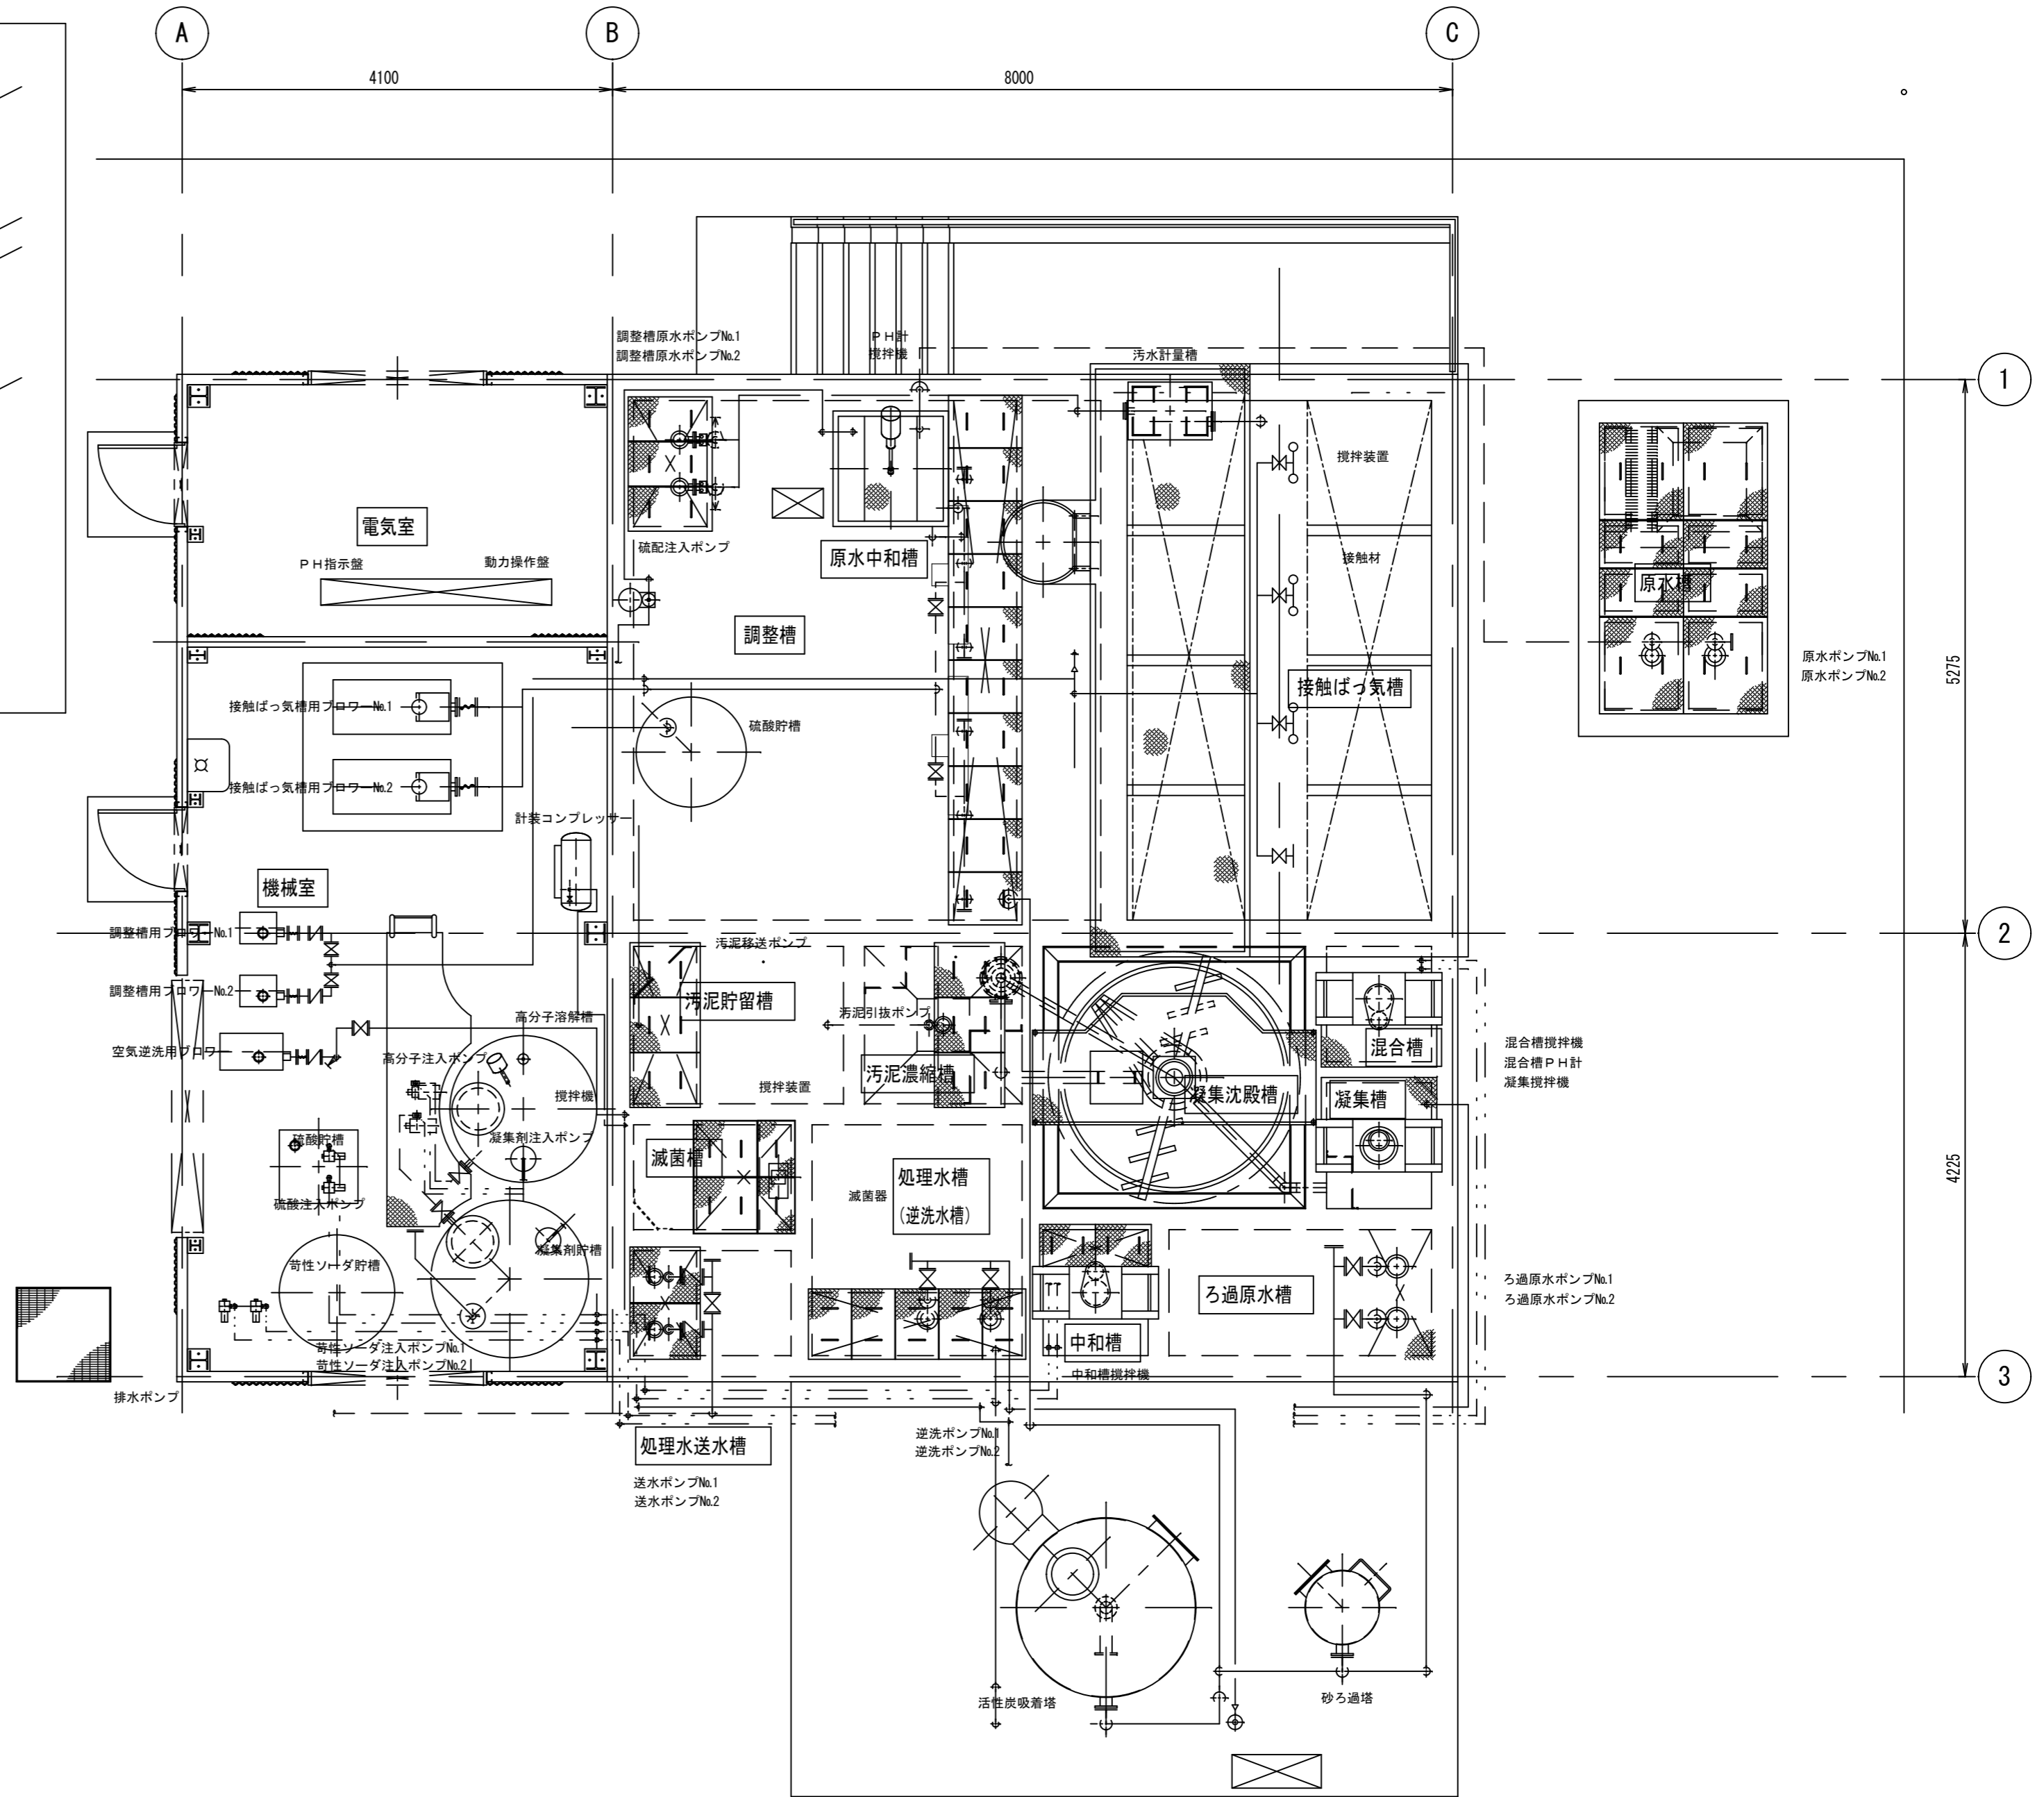 A
B
C
4100
8000
調整槽原水ポンプ№1
調整槽原水ポンプ№2
ＰＨ計
攪拌機
汚水計量槽
1
攪拌装置
電気室
ＰＨ指示盤
動力操作盤
硫配注入ポンプ
原水中和槽
接触材
原水槽
調整槽
原水ポンプ№1
原水ポンプ№2
5275
接触ばっ気槽
接触ばっ気槽用ブロワー№1
硫酸貯槽
接触ばっ気槽用ブロワー№2
計装コンプレッサー
機械室
調整槽用ブロワー№1
汚泥移送ポンプ
2
調整槽用ブロワー№2
汚泥貯留槽
汚泥引抜ポンプ
高分子溶解槽
空気逆洗用ブロワー
高分子注入ポンプ
混合槽
混合槽攪拌機
混合槽ＰＨ計
凝集攪拌機
汚泥濃縮槽
攪拌装置
攪拌機
凝集沈殿槽
凝集槽
凝集剤注入ポンプ
硫酸貯槽
滅菌槽
処理水槽
(逆洗水槽)
滅菌器
4225
硫酸注入ポンプ
凝集剤貯槽
苛性ソーダ貯槽
ろ過原水槽
ろ過原水ポンプ№1
ろ過原水ポンプ№2
中和槽
苛性ソーダ注入ポンプ№1
苛性ソーダ注入ポンプ№2
中和槽攪拌機
3
排水ポンプ
処理水送水槽
逆洗ポンプ№1
逆洗ポンプ№2
送水ポンプ№1
送水ポンプ№2
活性炭吸着塔
砂ろ過塔